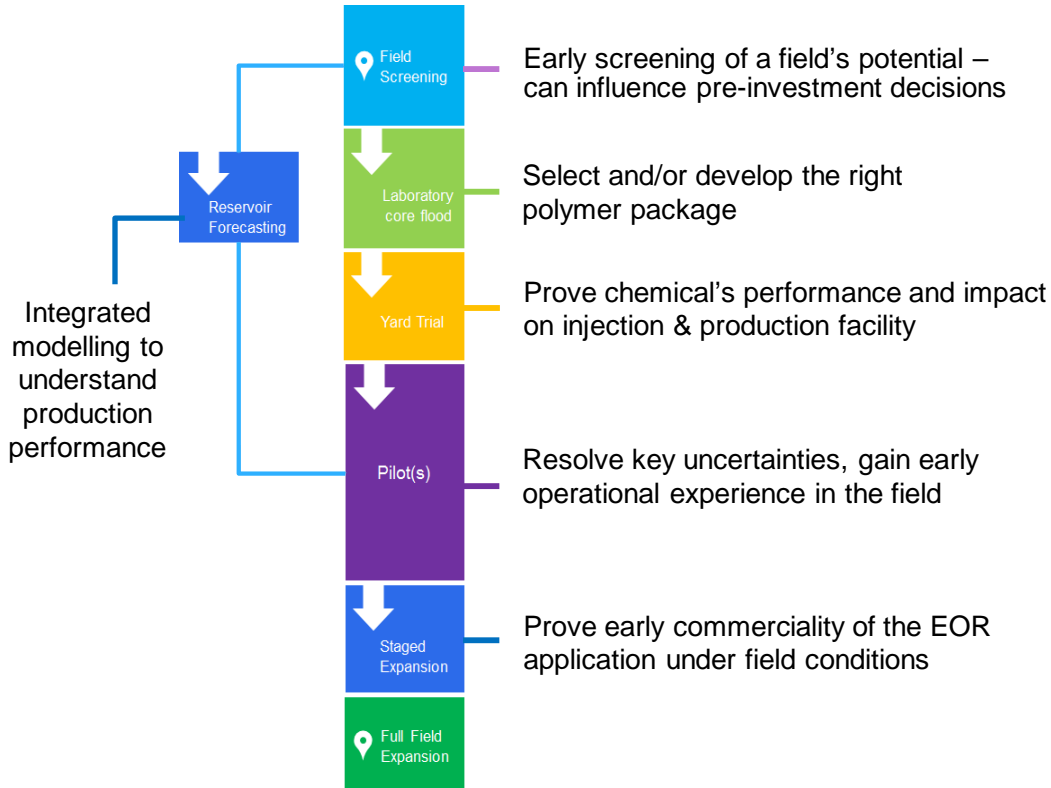 Field
Screening
Early screening of a field's potential –
can influence pre-investment decisions
Reservoir
Forecasting
Laboratory
core flood
Select and/or develop the right
polymer package
Integrated
modelling to
understand
production
performance
Yard Trial
Prove chemical's performance and impact
on injection & production facility
Pilot(s)
Resolve key uncertainties, gain early
operational experience in the field
Staged
Expansion
Prove early commerciality of the EOR
application under field conditions
Full Field
Expansion